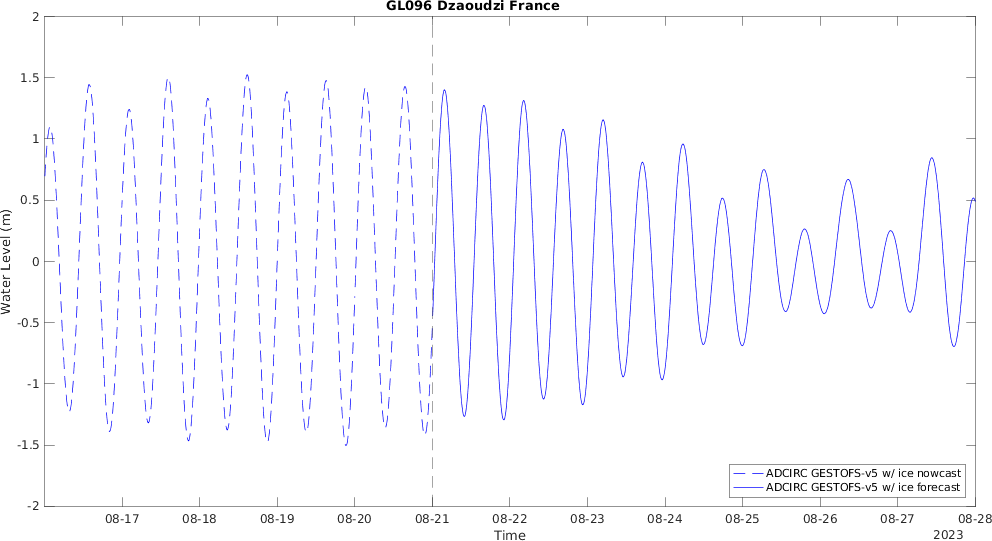 GL096 Dzaoudzi France
2
1.5
1
0.5
0
-0.5
-1
-1.5
-2
Water Level (m)
ADCIRC GESTOFS-v5 w/ ice nowcast
ADCIRC GESTOFS-v5 w/ ice forecast
08-17 08-18 08-19 08-20 08-21 08-22 08-23 08-24 08-25 08-26 08-27 08-28
Time
2023